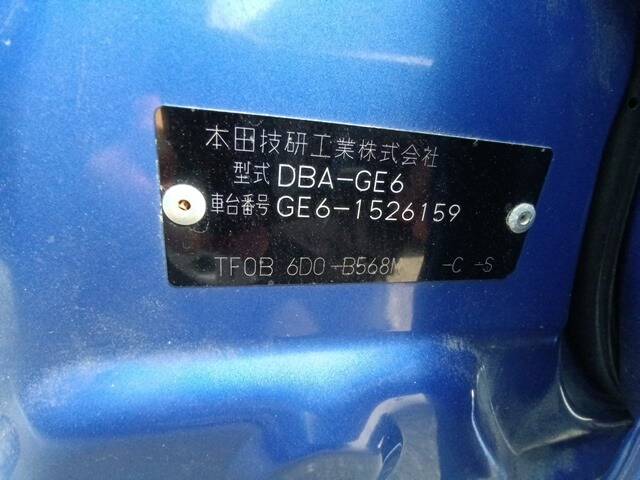 本田技研工業株式会社
型式 DBA-GE6
車台番号 GE6-1526159
TF0B 6D0-B568M -C -S